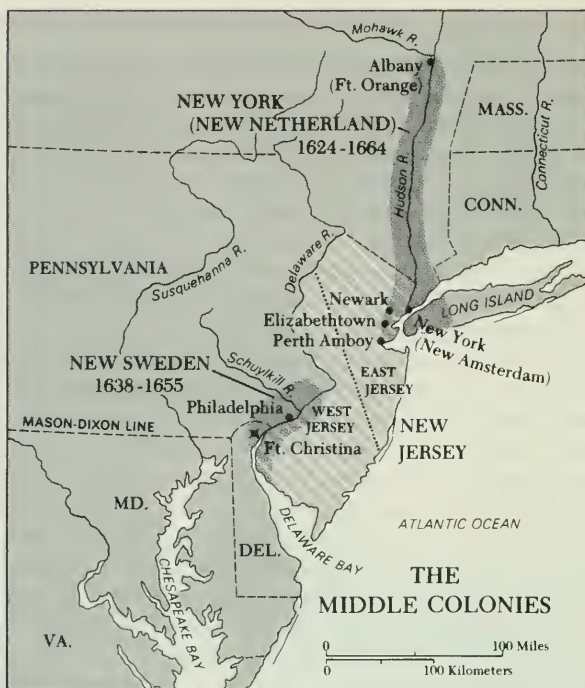 Mohawk R.
Albany
(Ft. Orange)
NEW YORK
(NEW NETHERLAND)
1624-1664
MASS.
Connecticut R.
Hudson R.
CONN.
Delaware R.
PENNSYLVANIA
Susquehanna R.
Newark
Elizabethtown
Perth Amboy
LONG ISLAND
New York
(New Amsterdam)
NEW SWEDEN
1638-1655
Schuylkill R.
EAST
JERSEY
Philadelphia
WEST
JERSEY
MASON-DIXON LINE
Ft. Christina
NEW
JERSEY
MD.
DEL.
DELAWARE BAY
ATLANTIC OCEAN
CHESAPEAKE BAY
VA.
THE
MIDDLE COLONIES
0 100 Miles
0 100 Kilometers